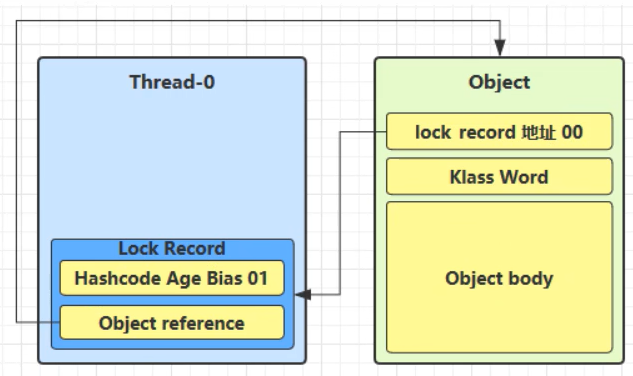 Thread-0
Lock Record
Hashcode Age Bias 01
Object reference
Object
lock record 地址 00
Klass Word
Object body